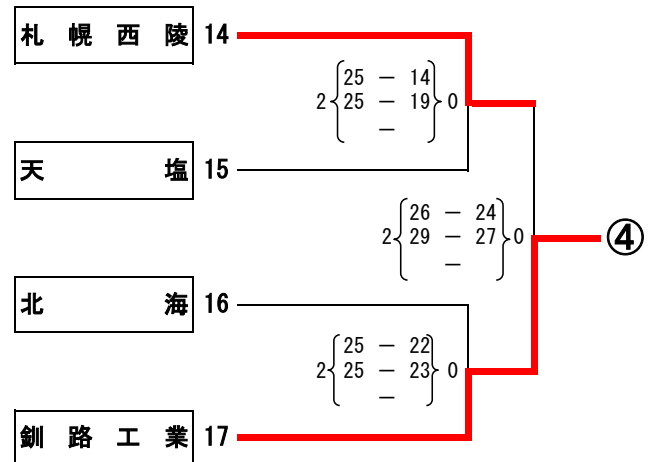 札幌西陵 14
25 － 14
2 25 － 19 0
－
天塩 15
26 － 24
2 29 － 27 0
－
④
北海 16
25 － 22
2 25 － 23 0
－
釧路工業 17